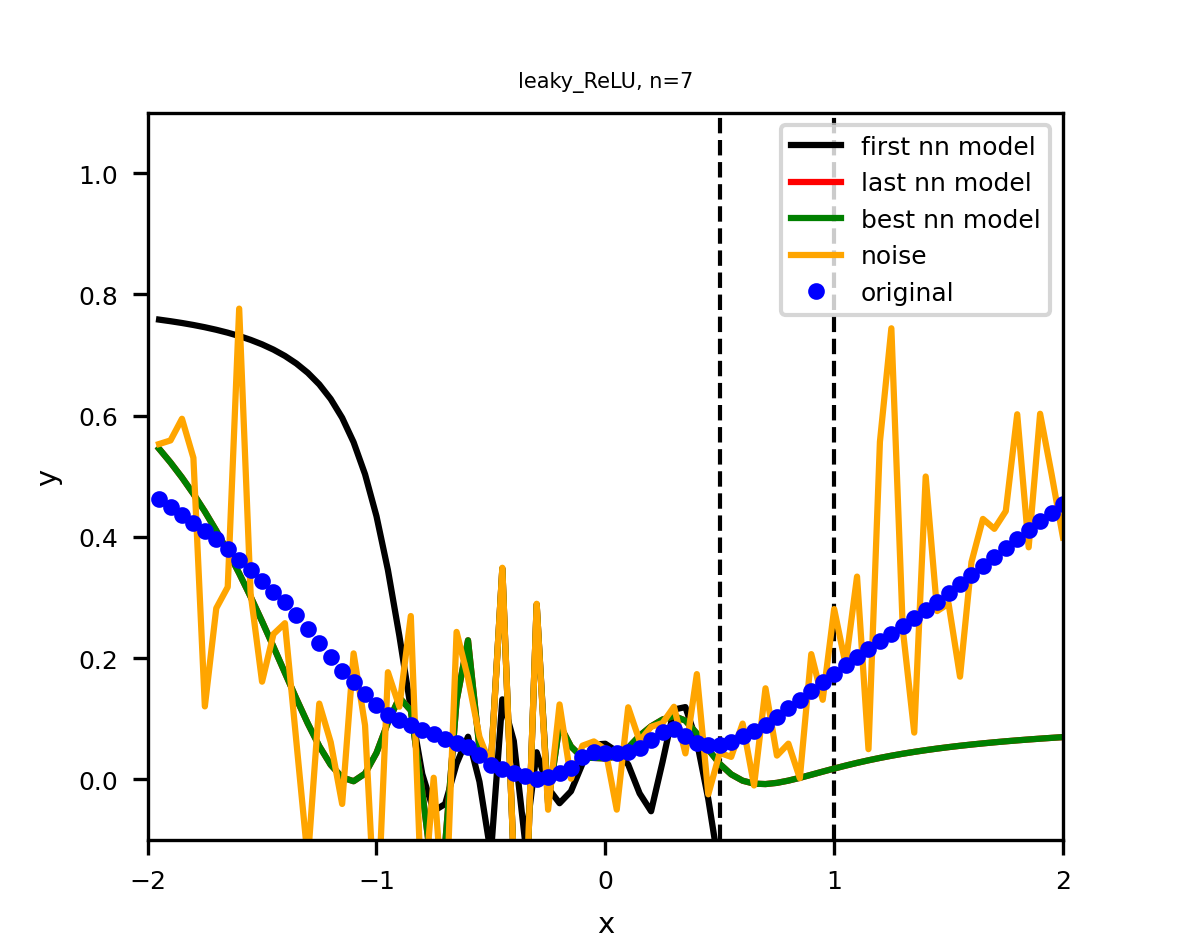 leaky_ReLU, n=7
first nn model
last nn model
best nn model
noise
original
1.0
0.8
0.6
0.4
0.2
0.0
y
−2
−1
0
1
2
x